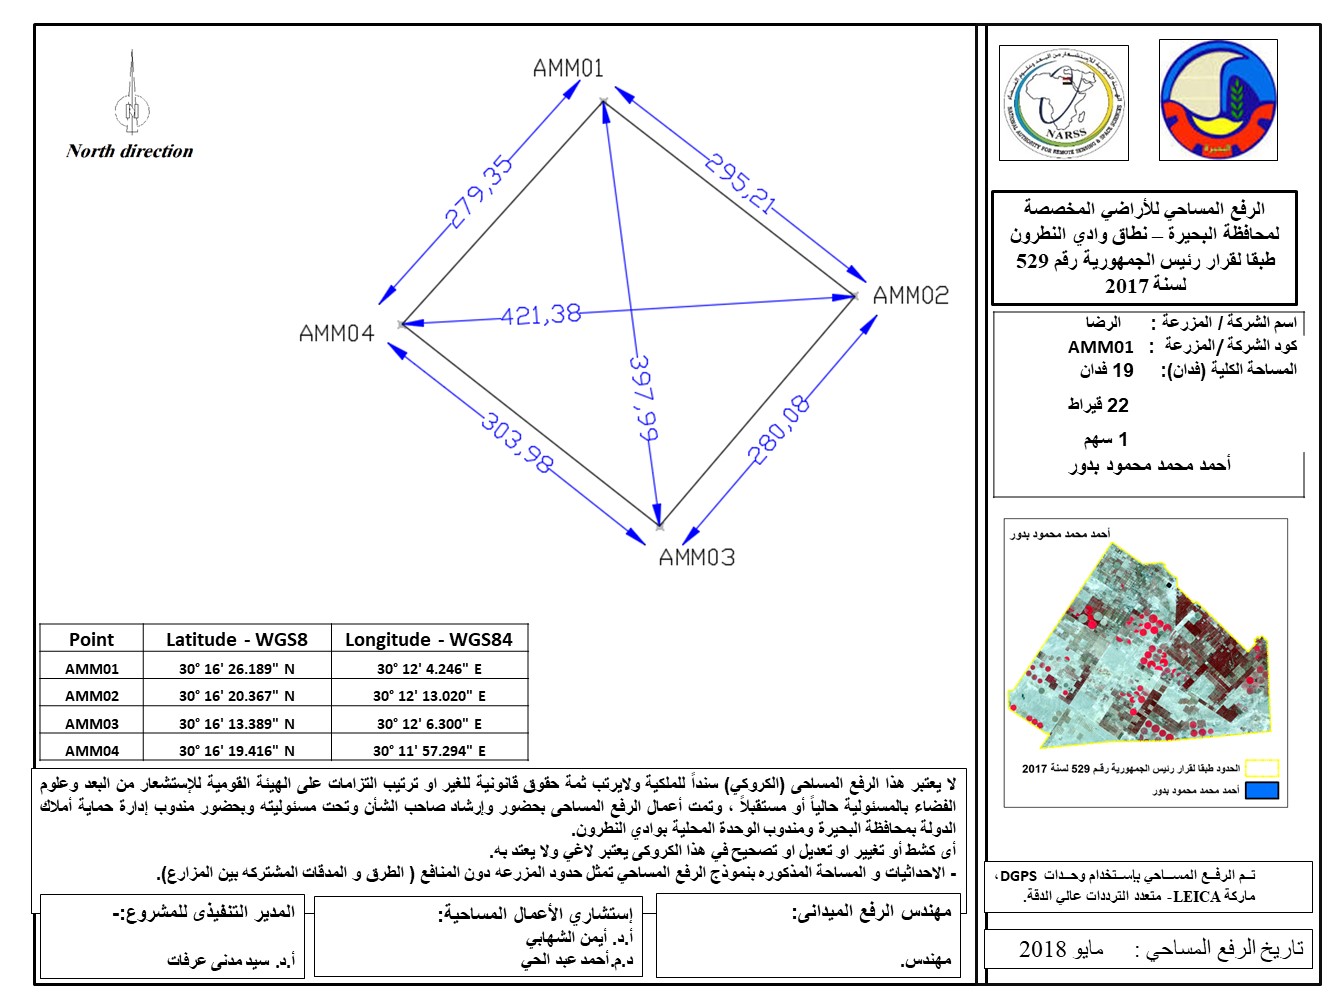 North direction
AMM01
279,35
295,21
AMM02
421,38
AMM04
397,99
303,98
280,08
AMM03
Point Latitude - WGS8 Longitude - WGS84
AMM01 30° 16' 26.189" N 30° 12' 4.246" E
AMM02 30° 16' 20.367" N 30° 12' 13.020" E
AMM03 30° 16' 13.389" N 30° 12' 6.300" E
AMM04 30° 16' 19.416" N 30° 11' 57.294" E
لا يعتبر هذا الرفع المساحى (الكروكي) سنداً للملكية ولايرتب ثمة حقوق قانونية للغير او ترتيب التزامات على الهيئة القومية للإستشعار من البعد وعلوم
الفضاء بالمسئولية حالياً أو مستقبلاً ، وتمت أعمال الرفع المساحى بحضور وإرشاد صاحب الشأن وتحت مسئوليته وبحضور مندوب إدارة حماية أملاك
الدولة بمحافظة البحيرة ومندوب الوحدة المحلية بوادي النطرون.
أى كشط أو تغيير او تعديل او تصحيح في هذا الكروكى يعتبر لاغي ولا يعتد به.
- الاحداثيات و المساحة المذكوره بنموذج الرفع المساحي تمثل حدود المزرعه دون المنافع ( الطرق و المدقات المشتركه بين المزارع).
مهندس الرفع الميدانى:
مهندس.
إستشاري الأعمال المساحية:
أ.د. أيمن الشهابي
د.م.أحمد عبد الحي
المدير التنفيذى للمشروع:-
أ.د. سيد مدنى عرفات
NARSS
NATIONAL AUTHORITY FOR REMOTE SENSING & SPACE SCIENCES
البحيرة
الرفع المساحي للأراضي المخصصة
لمحافظة البحيرة – نطاق وادي النطرون
طبقا لقرار رئيس الجمهورية رقم 529
لسنة 2017
اسم الشركة / المزرعة : الرضا
كود الشركة /المزرعة : AMM01
المساحة الكلية (فدان): 19 فدان
22 قيراط
1 سهم
أحمد محمد محمود بدور
أحمد محمد محمود بدور
الحدود طبقا لقرار رئيس الجمهورية رقم 529 لسنة 2017
أحمد محمد محمود بدور
تم الرفع المساحي بإستخدام وحدات DGPS،
ماركة LEICA- متعدد الترددات عالي الدقة.
تاريخ الرفع المساحي : مايو 2018